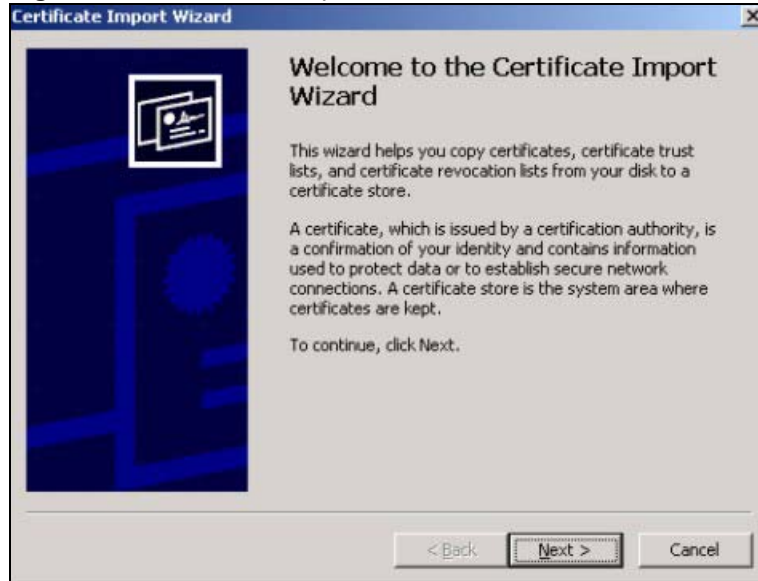 Certificate Import Wizard
Welcome to the Certificate Import
Wizard
This wizard helps you copy certificates, certificate trust
lists, and certificate revocation lists from your disk to a
certificate store.
A certificate, which is issued by a certification authority, is
a confirmation of your identity and contains information
used to protect data or to establish secure network
connections. A certificate store is the system area where
certificates are kept.
To continue, click Next.
< Back Next > Cancel